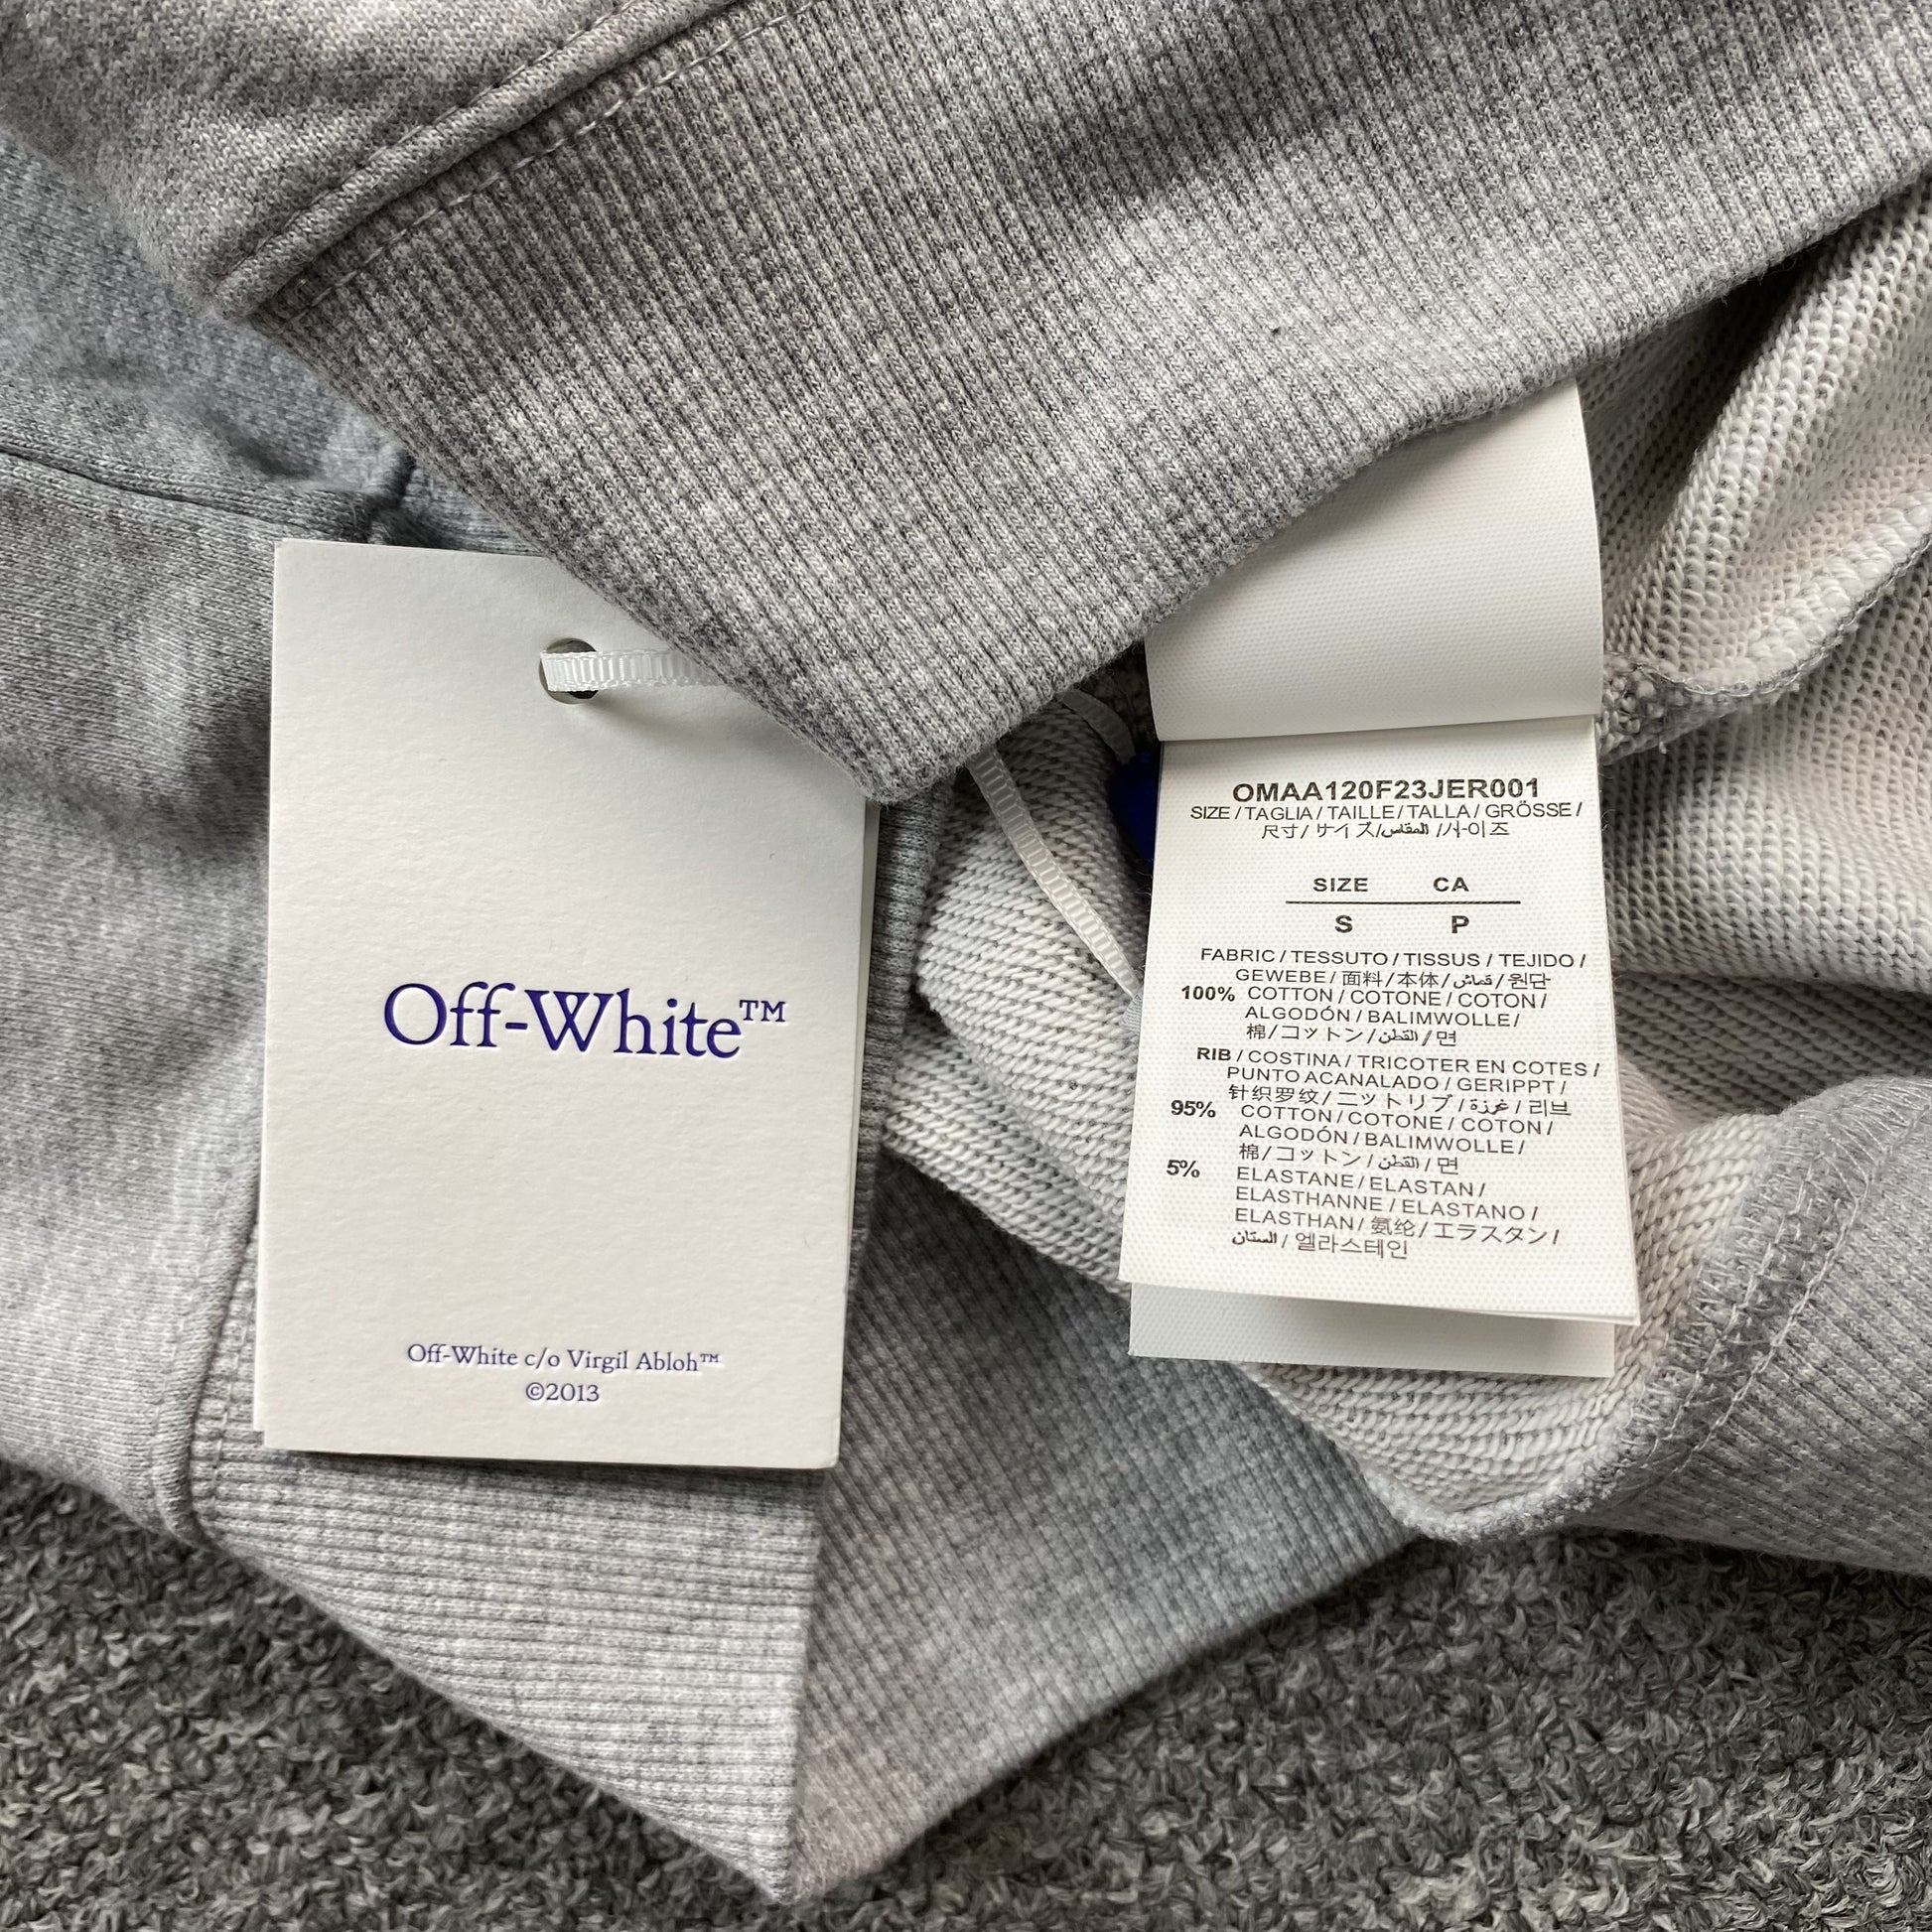 Off-White™
Off-White c/o Virgil Abloh™
©2013
OMAA120F23JER001
SIZE / TAGLIA / TAILLE / TALLA / GRÖSSE /
尺寸 / サイズ / المقاس / 사이즈
SIZE CA
S P
FABRIC / TESSUTO / TISSUS / TEJIDO /
GEWEBE / 面料 / 本体 / قماش / 원단
100% COTTON / COTONE / COTON /
ALGODÓN / BALIMWOLLE /
棉 / コットン / القطن / 면
RIB / COSTINA / TRICOTER EN COTES /
PUNTO ACANALADO / GERIPPT /
针织罗纹 / ニットリブ / غرزة / 리브
95% COTTON / COTONE / COTON /
ALGODÓN / BALIMWOLLE /
棉 / コットン / القطن / 면
5% ELASTANE / ELASTAN /
ELASTHANNE / ELASTANO /
ELASTHAN / 氨纶 / エラスタン /
الستان / 엘라스테인